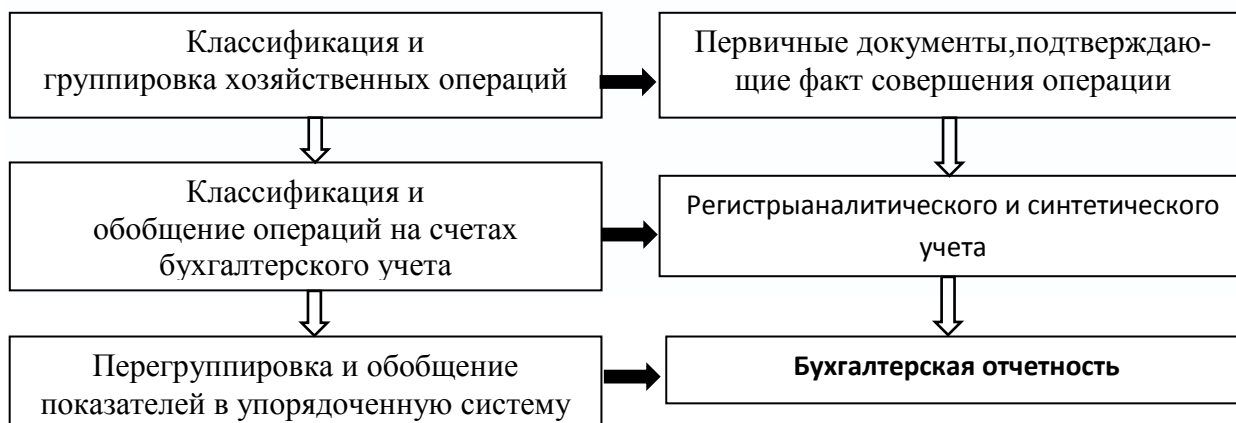 Классификация и
группировка хозяйственных операций
Первичные документы,подтверждаю-
щие факт совершения операции
Классификация и
обобщение операций на счетах
бухгалтерского учета
Регистрыаналитического и синтетического
учета
Перегруппировка и обобщение
показателей в упорядоченную систему
Бухгалтерская отчетность